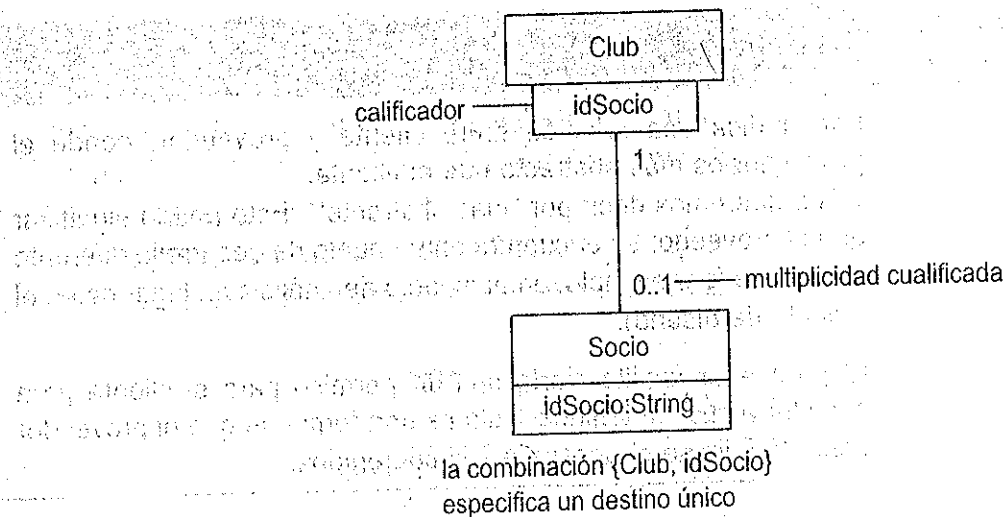 Club
calificador
idSocio
1
0..1
multiplicidad cualificada
Socio
idSocio:String
la combinación {Club, idSocio}
especifica un destino único